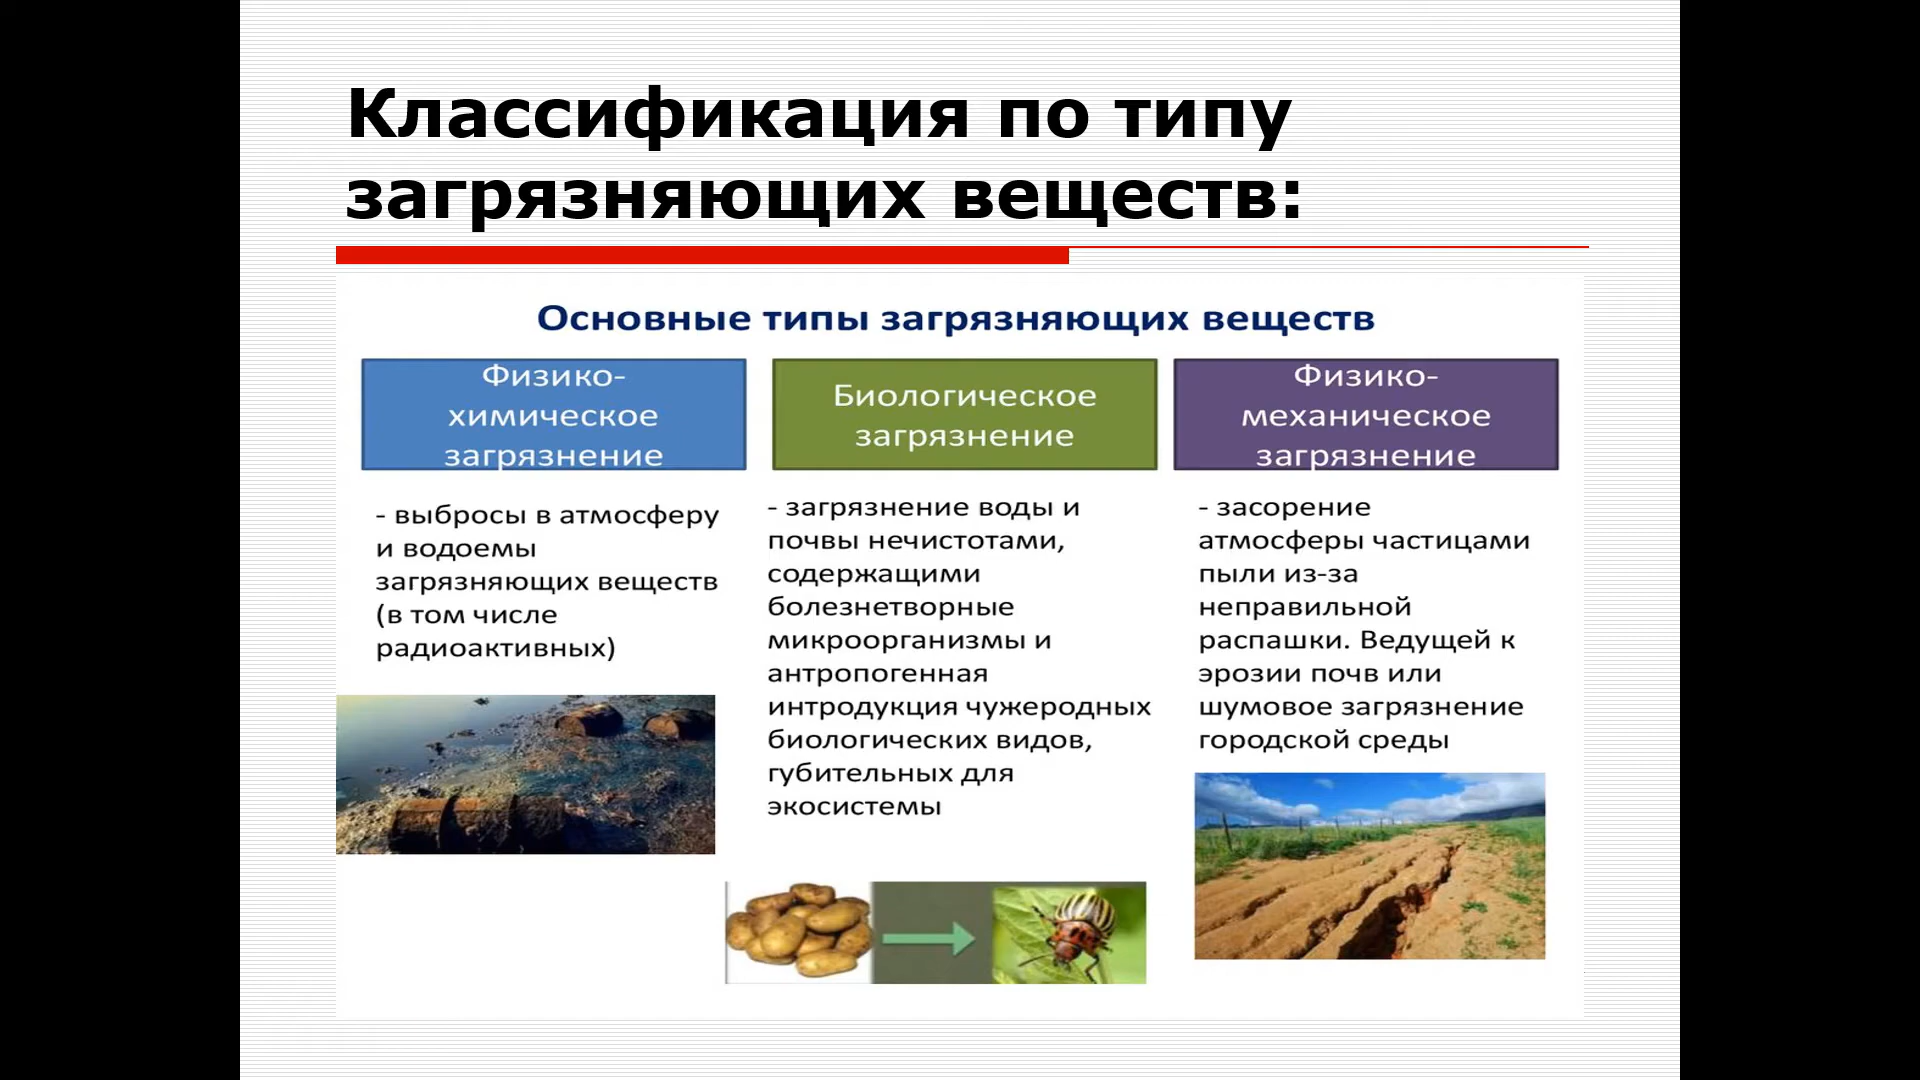 Классификация по типу
загрязняющих веществ:
Основные типы загрязняющих веществ
Физико-
химическое
загрязнение
- выбросы в атмосферу
и водоемы
загрязняющих веществ
(в том числе
радиоактивных)
Биологическое
загрязнение
- загрязнение воды и
почвы нечистотами,
содержащими
болезнетворные
микроорганизмы и
антропогенная
интродукция чужеродных
биологических видов,
губительных для
экосистемы
Физико-
механическое
загрязнение
- засорение
атмосферы частицами
пыли из-за
неправильной
распашки. Ведущей к
эрозии почв или
шумовое загрязнение
городской среды